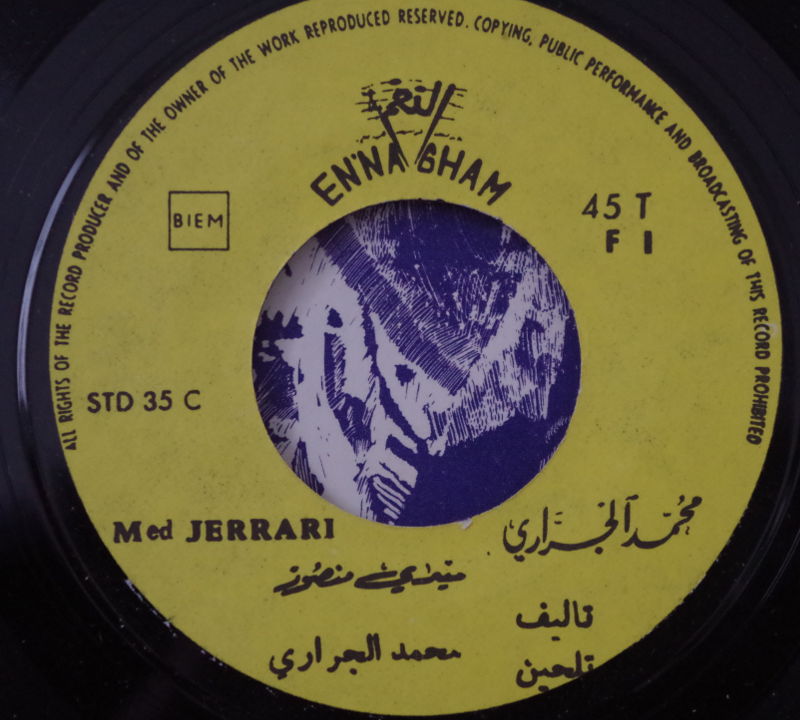 ALL RIGHTS OF THE RECORD PRODUCER AND OF THE OWNER OF THE WORK REPRODUCED RESERVED. COPYING, PUBLIC PERFORMANCE AND BROADCASTING OF THIS RECORD PROHIBITED
النغم
EN'NAGHAM
BIEM
45 T
F I
STD 35 C
Med JERRARI
محمد الجراري
سيدي منصور
تاليف
محمد الجراري
تلحين